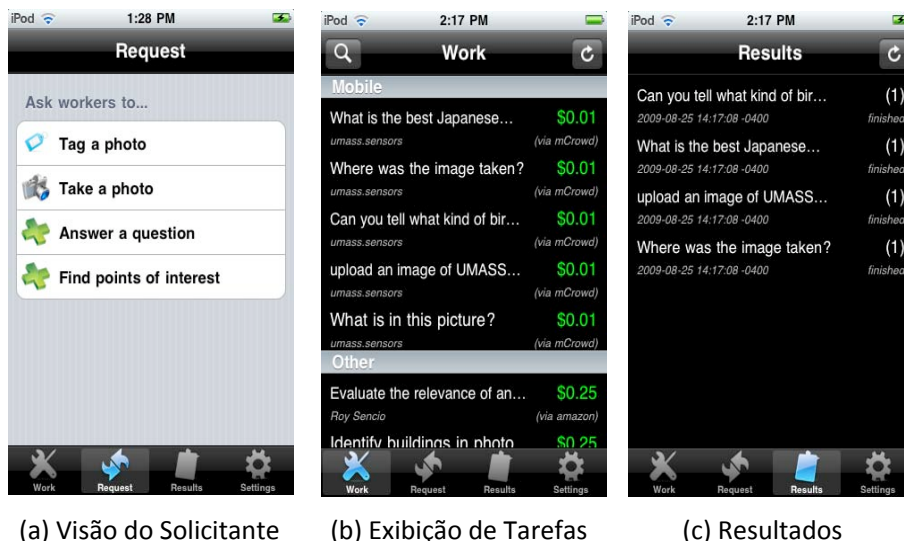 iPod 1:28 PM
Request
Ask workers to...
Tag a photo
Take a photo
Answer a question
Find points of interest
Work Request Results Settings
(a) Visão do Solicitante
iPod 2:17 PM
Work
Mobile
What is the best Japanese... $0.01
umass.sensors (via mCrowd)
Where was the image taken? $0.01
umass.sensors (via mCrowd)
Can you tell what kind of bir... $0.01
umass.sensors (via mCrowd)
upload an image of UMASS... $0.01
umass.sensors (via mCrowd)
What is in this picture? $0.01
umass.sensors (via mCrowd)
Other
Evaluate the relevance of an... $0.25
Roy Sencio (via amazon)
Identify buildings in photo $0.25
Work Request Results Settings
(b) Exibição de Tarefas
iPod 2:17 PM
Results
Can you tell what kind of bir... (1)
2009-08-25 14:17:08 -0400 finished
What is the best Japanese... (1)
2009-08-25 14:17:08 -0400 finished
upload an image of UMASS... (1)
2009-08-25 14:17:08 -0400 finished
Where was the image taken? (1)
2009-08-25 14:17:08 -0400 finished
Work Request Results Settings
(c) Resultados